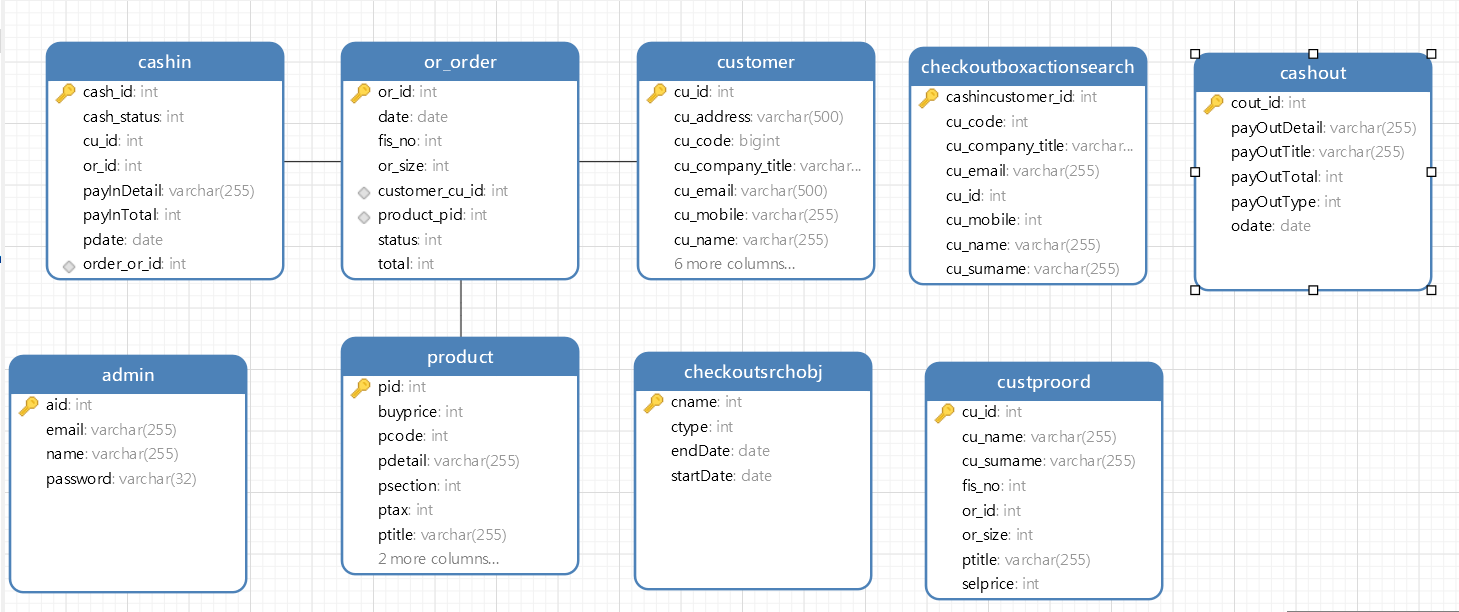 cashin
cash_id: int
cash_status: int
cu_id: int
or_id: int
payInDetail: varchar(255)
payInTotal: int
pdate: date
order_or_id: int
or_order
or_id: int
date: date
fis_no: int
or_size: int
customer_cu_id: int
product_pid: int
status: int
total: int
customer
cu_id: int
cu_address: varchar(500)
cu_code: bigint
cu_company_title: varchar...
cu_email: varchar(500)
cu_mobile: varchar(255)
cu_name: varchar(255)
6 more columns...
checkoutboxactionsearch
cashincustomer_id: int
cu_code: int
cu_company_title: varchar...
cu_email: varchar(255)
cu_id: int
cu_mobile: int
cu_name: varchar(255)
cu_surname: varchar(255)
cashout
cout_id: int
payOutDetail: varchar(255)
payOutTitle: varchar(255)
payOutTotal: int
payOutType: int
odate: date
admin
aid: int
email: varchar(255)
name: varchar(255)
password: varchar(32)
product
pid: int
buyprice: int
pcode: int
pdetail: varchar(255)
psection: int
ptax: int
ptitle: varchar(255)
2 more columns...
checkoutsrchobj
cname: int
ctype: int
endDate: date
startDate: date
custproord
cu_id: int
cu_name: varchar(255)
cu_surname: varchar(255)
fis_no: int
or_id: int
or_size: int
ptitle: varchar(255)
selprice: int